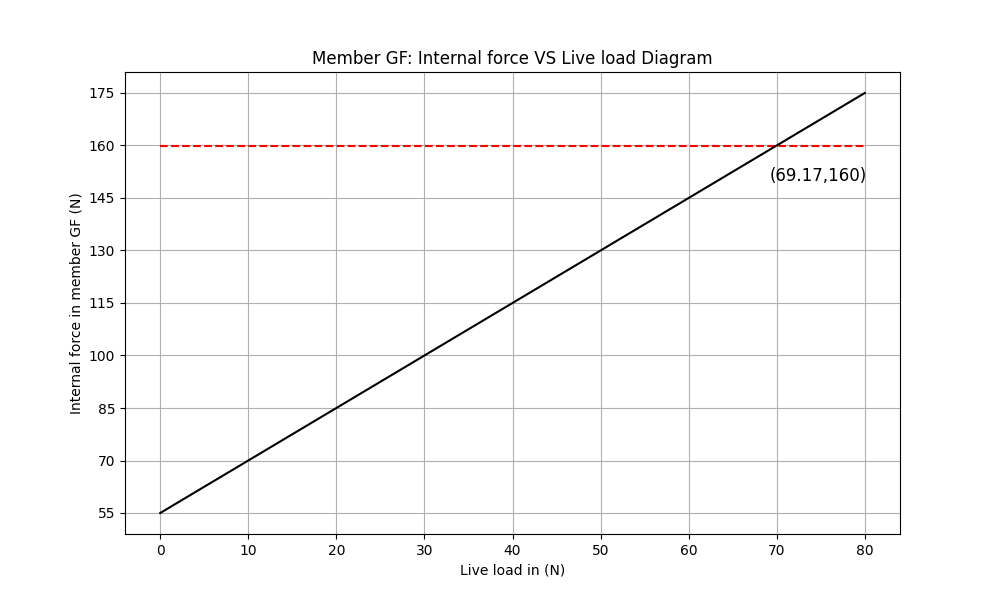 Member GF: Internal force VS Live load Diagram
Internal force in member GF (N)
175
160
145
130
115
100
85
70
55
(69.17,160)
0 10 20 30 40 50 60 70 80
Live load in (N)